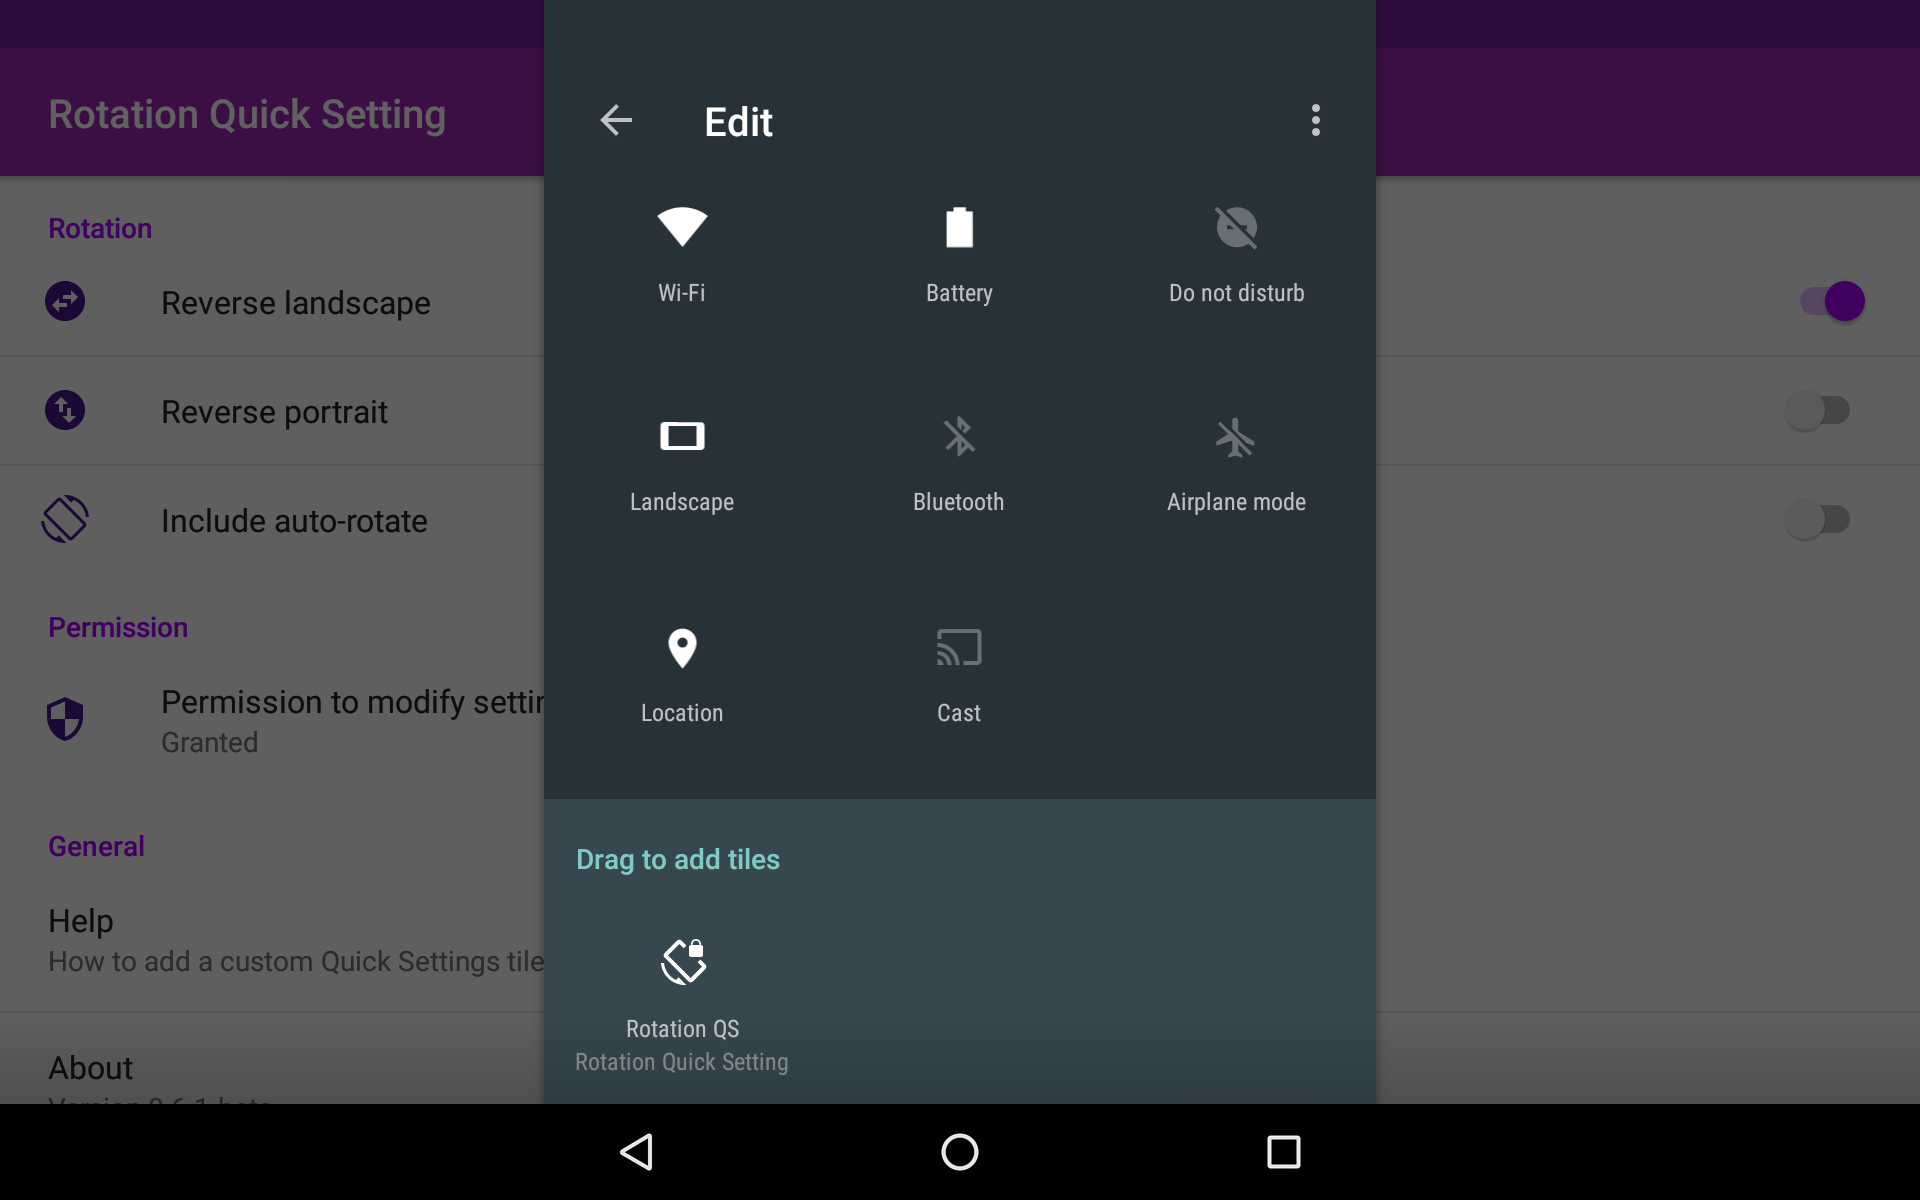 Rotation Quick Setting
Rotation
Reverse landscape
Reverse portrait
Include auto-rotate
Permission
Permission to modify settin
Granted
General
Help
How to add a custom Quick Settings tile
About
Edit
Wi-Fi
Battery
Do not disturb
Landscape
Bluetooth
Airplane mode
Location
Cast
Drag to add tiles
Rotation QS
Rotation Quick Setting